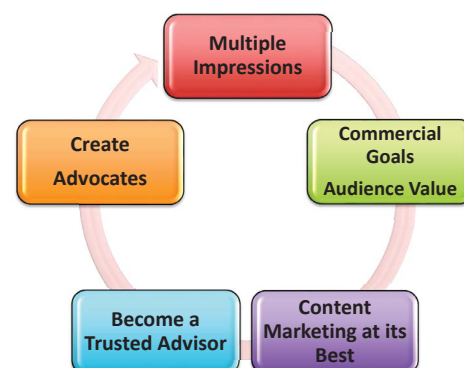 Multiple
Impressions
Commercial
Goals
Audience Value
Content
Marketing at its
Best
Become a
Trusted Advisor
Create
Advocates